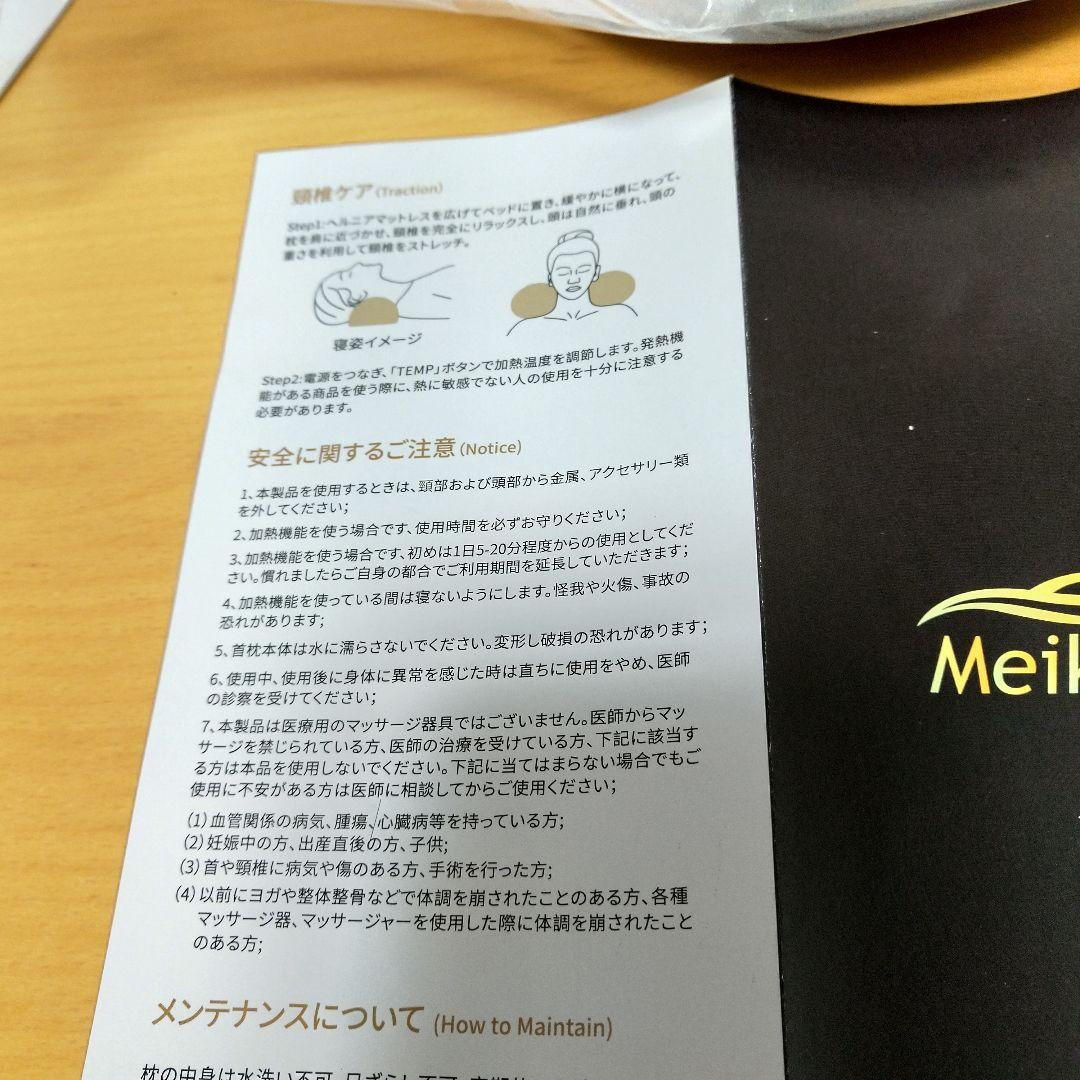 頸椎ケア (Traction)
Step1:ヘルニアマットレスを広げてベッドに置き、緩やかに横になって、
枕を肩に近づかせ、頸椎を完全にリラックスし、頭は自然に垂れ、頭の
重さを利用して頸椎をストレッチ。
寝姿イメージ
Step2:電源をつなぎ、「TEMP」ボタンで加熱温度を調節します。発熱機
能がある商品を使う際に、熱に敏感でない人の使用を十分に注意する
必要があります。
安全に関するご注意 (Notice)
1、本製品を使用するときは、頸部および頭部から金属、アクセサリー類
を外してください；
2、加熱機能を使う場合です、使用時間を必ずお守りください；
3、加熱機能を使う場合です、初めは1日5-20分程度からの使用としてくだ
さい。慣れましたらご自身の都合でご利用期間を延長していただきます；
4、加熱機能を使っている間は寝ないようにします。怪我や火傷、事故の
恐れがあります；
5、首枕本体は水に濡らさないでください。変形し破損の恐れがあります；
6、使用中、使用後に身体に異常を感じた時は直ちに使用をやめ、医師
の診察を受けてください；
7、本製品は医療用のマッサージ器具ではございません。医師からマッ
サージを禁じられている方、医師の治療を受けている方、下記に該当す
る方は本品を使用しないでください。下記に当てはまらない場合でもご
使用に不安がある方は医師に相談してからご使用ください；
(1)血管関係の病気、腫瘍、心臓病等を持っている方；
(2)妊娠中の方、出産直後の方、子供；
(3)首や頸椎に病気や傷のある方、手術を行った方；
(4)以前にヨガや整体整骨などで体調を崩されたことのある方、各種
マッサージ器、マッサージャーを使用した際に体調を崩されたこと
のある方；
メンテナンスについて (How to Maintain)
枕の中身は水洗い不可
Meik